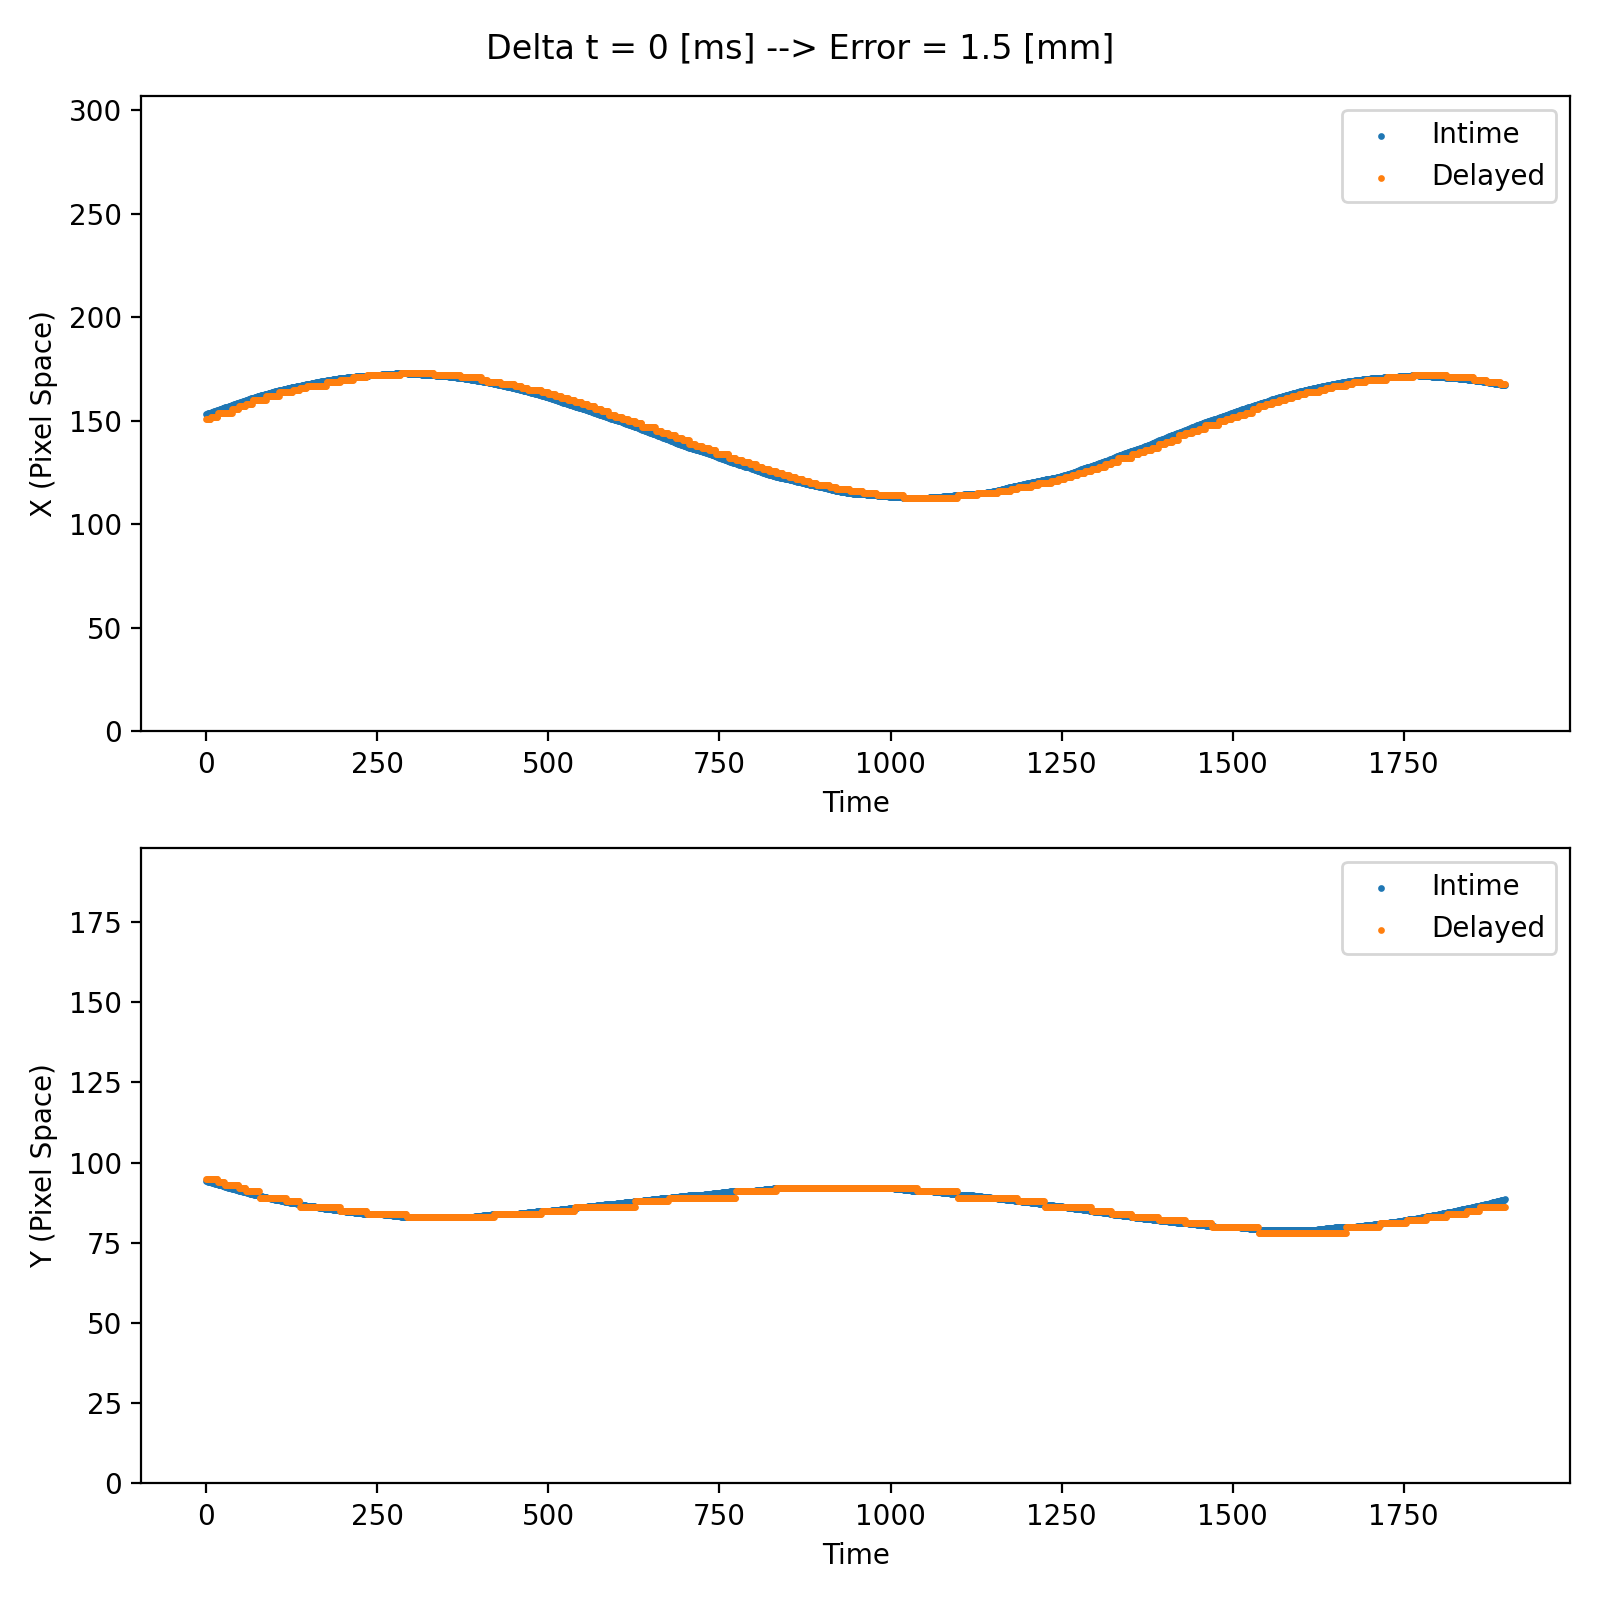 Delta t = 0 [ms] --> Error = 1.5 [mm]
300
250
200
150
100
50
0
X (Pixel Space)
Intime
Delayed
0 250 500 750 1000 1250 1500 1750
Time
175
150
125
100
75
50
25
0
Y (Pixel Space)
Intime
Delayed
0 250 500 750 1000 1250 1500 1750
Time